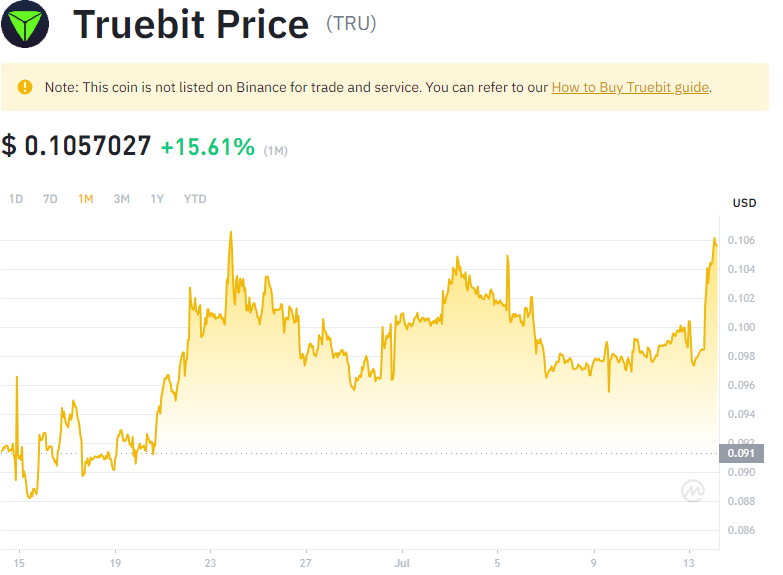 Truebit Price (TRU)
Note: This coin is not listed on Binance for trade and service. You can refer to our How to Buy Truebit guide.
$ 0.1057027 +15.61% (1M)
1D 7D 1M 3M 1Y YTD
USD
0.106
0.104
0.102
0.100
0.098
0.096
0.094
0.092
0.091
0.090
0.088
0.086
15 19 23 27 Jul 5 9 13